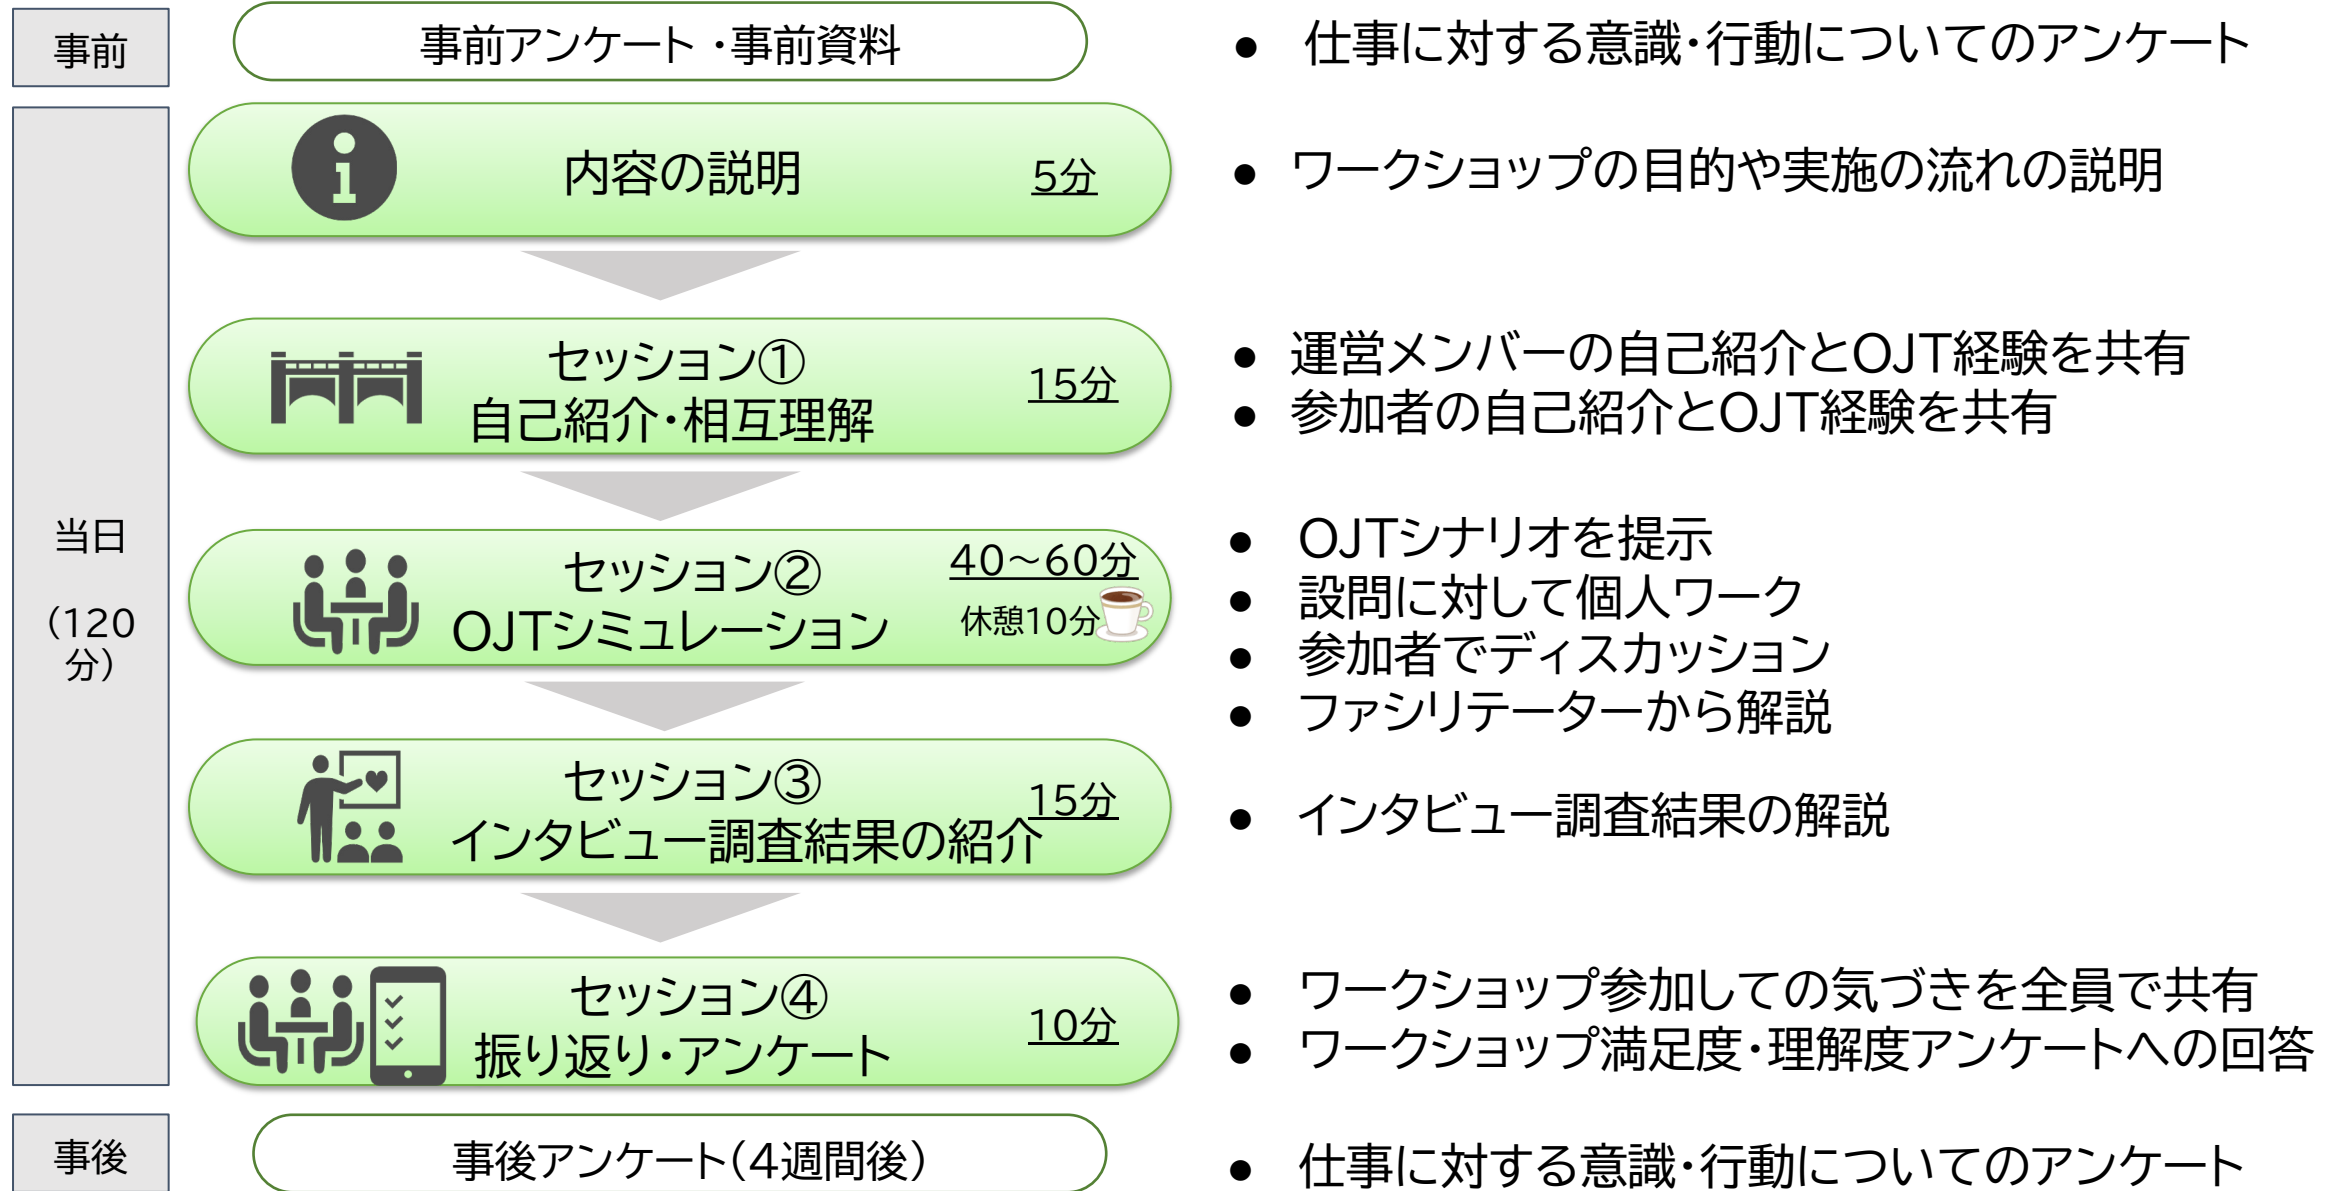 事前
事前アンケート・事前資料
● 仕事に対する意識・行動についてのアンケート
当日
（120
分）
内容の説明
5分
● ワークショップの目的や実施の流れの説明
セッション①
自己紹介・相互理解
15分
● 運営メンバーの自己紹介とOJT経験を共有
● 参加者の自己紹介とOJT経験を共有
セッション②
OJTシミュレーション
40～60分
休憩10分
● OJTシナリオを提示
● 設問に対して個人ワーク
● 参加者でディスカッション
● ファシリテーターから解説
セッション③
インタビュー調査結果の紹介
15分
● インタビュー調査結果の解説
セッション④
振り返り・アンケート
10分
● ワークショップ参加しての気づきを全員で共有
● ワークショップ満足度・理解度アンケートへの回答
事後
事後アンケート（4週間後）
● 仕事に対する意識・行動についてのアンケート